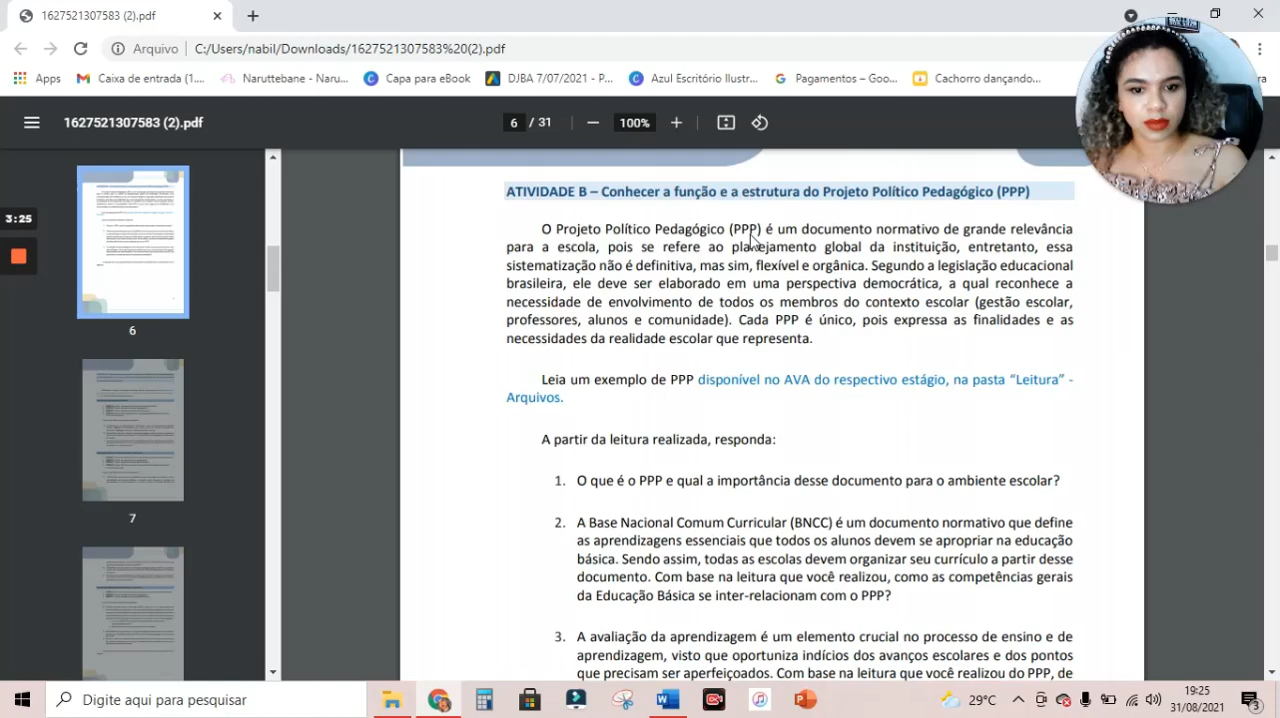 1627521307583 (2).pdf
Arquivo
C:/Users/nabil/Downloads/1627521307583%20(2).pdf
Apps
Caixa de entrada (1....
Naruttebane - Naru...
Capa para eBook
DJBA 7/07/2021 - P...
Azul Escritório Ilustr...
Pagamentos – Goo...
Cachorro dançando...
1627521307583 (2).pdf
6 / 31
100%
3:25
6
7
ATIVIDADE B – Conhecer a função e a estrutura do Projeto Político Pedagógico (PPP)
O Projeto Político Pedagógico (PPP) é um documento normativo de grande relevância
para a escola, pois se refere ao planejamento global da instituição, entretanto, essa
sistematização não é definitiva, mas sim, flexível e orgânica. Segundo a legislação educacional
brasileira, ele deve ser elaborado em uma perspectiva democrática, a qual reconhece a
necessidade de envolvimento de todos os membros do contexto escolar (gestão escolar,
professores, alunos e comunidade). Cada PPP é único, pois expressa as finalidades e as
necessidades da realidade escolar que representa.
Leia um exemplo de PPP disponível no AVA do respectivo estágio, na pasta “Leitura” -
Arquivos.
A partir da leitura realizada, responda:
1. O que é o PPP e qual a importância desse documento para o ambiente escolar?
2. A Base Nacional Comum Curricular (BNCC) é um documento normativo que define
as aprendizagens essenciais que todos os alunos devem se apropriar na educação
básica. Sendo assim, todas as escolas devem organizar seu currículo a partir desse
documento. Com base na leitura que você realizou, como as competências gerais
da Educação Básica se inter-relacionam com o PPP?
3. A avaliação da aprendizagem é um elemento crucial no processo de ensino e de
aprendizagem, visto que oportuniza indícios dos avanços escolares e dos pontos
que precisam ser aperfeiçoados. Com base na leitura que você realizou do PPP, de
Digite aqui para pesquisar
29°C
19:25
31/08/2021
3